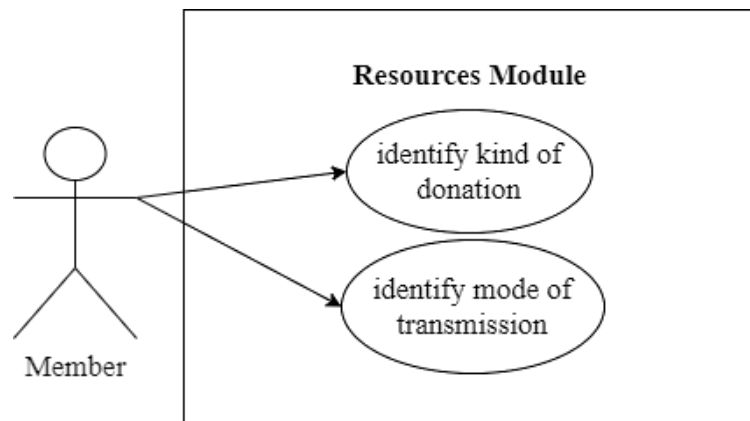 Resources Module
identify kind of
donation
identify mode of
transmission
Member